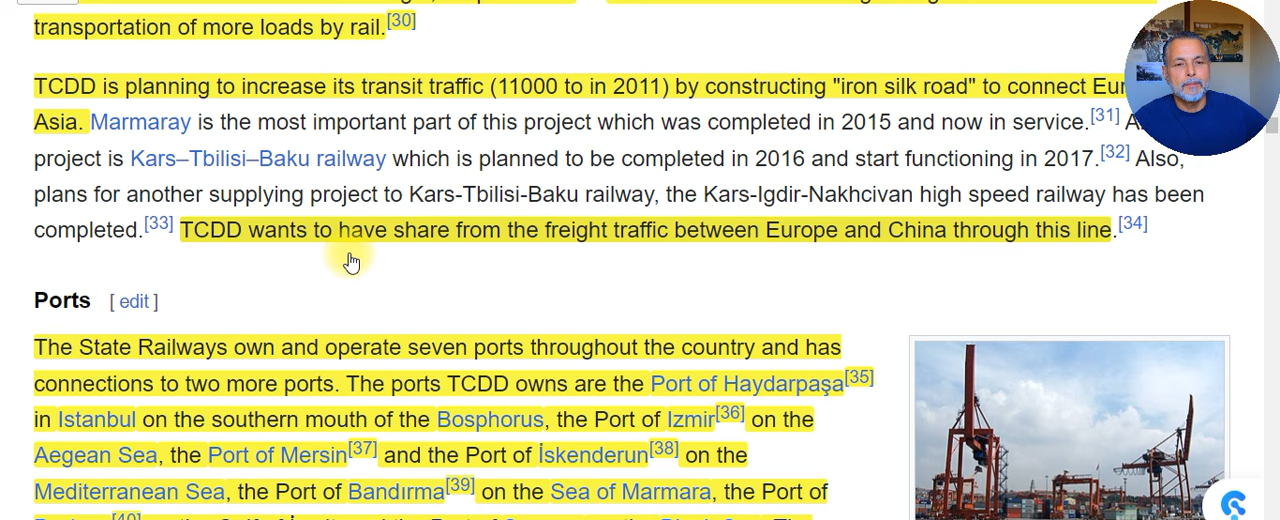 transportation of more loads by rail.[30]
TCDD is planning to increase its transit traffic (11000 to in 2011) by constructing "iron silk road" to connect Eur
Asia. Marmaray is the most important part of this project which was completed in 2015 and now in service.[31] A
project is Kars–Tbilisi–Baku railway which is planned to be completed in 2016 and start functioning in 2017.[32] Also,
plans for another supplying project to Kars-Tbilisi-Baku railway, the Kars-Igdir-Nakhcivan high speed railway has been
completed.[33] TCDD wants to have share from the freight traffic between Europe and China through this line.[34]
Ports [ edit ]
The State Railways own and operate seven ports throughout the country and has
connections to two more ports. The ports TCDD owns are the Port of Haydarpaşa[35]
in Istanbul on the southern mouth of the Bosphorus, the Port of Izmir[36] on the
Aegean Sea, the Port of Mersin[37] and the Port of İskenderun[38] on the
Mediterranean Sea, the Port of Bandırma[39] on the Sea of Marmara, the Port of